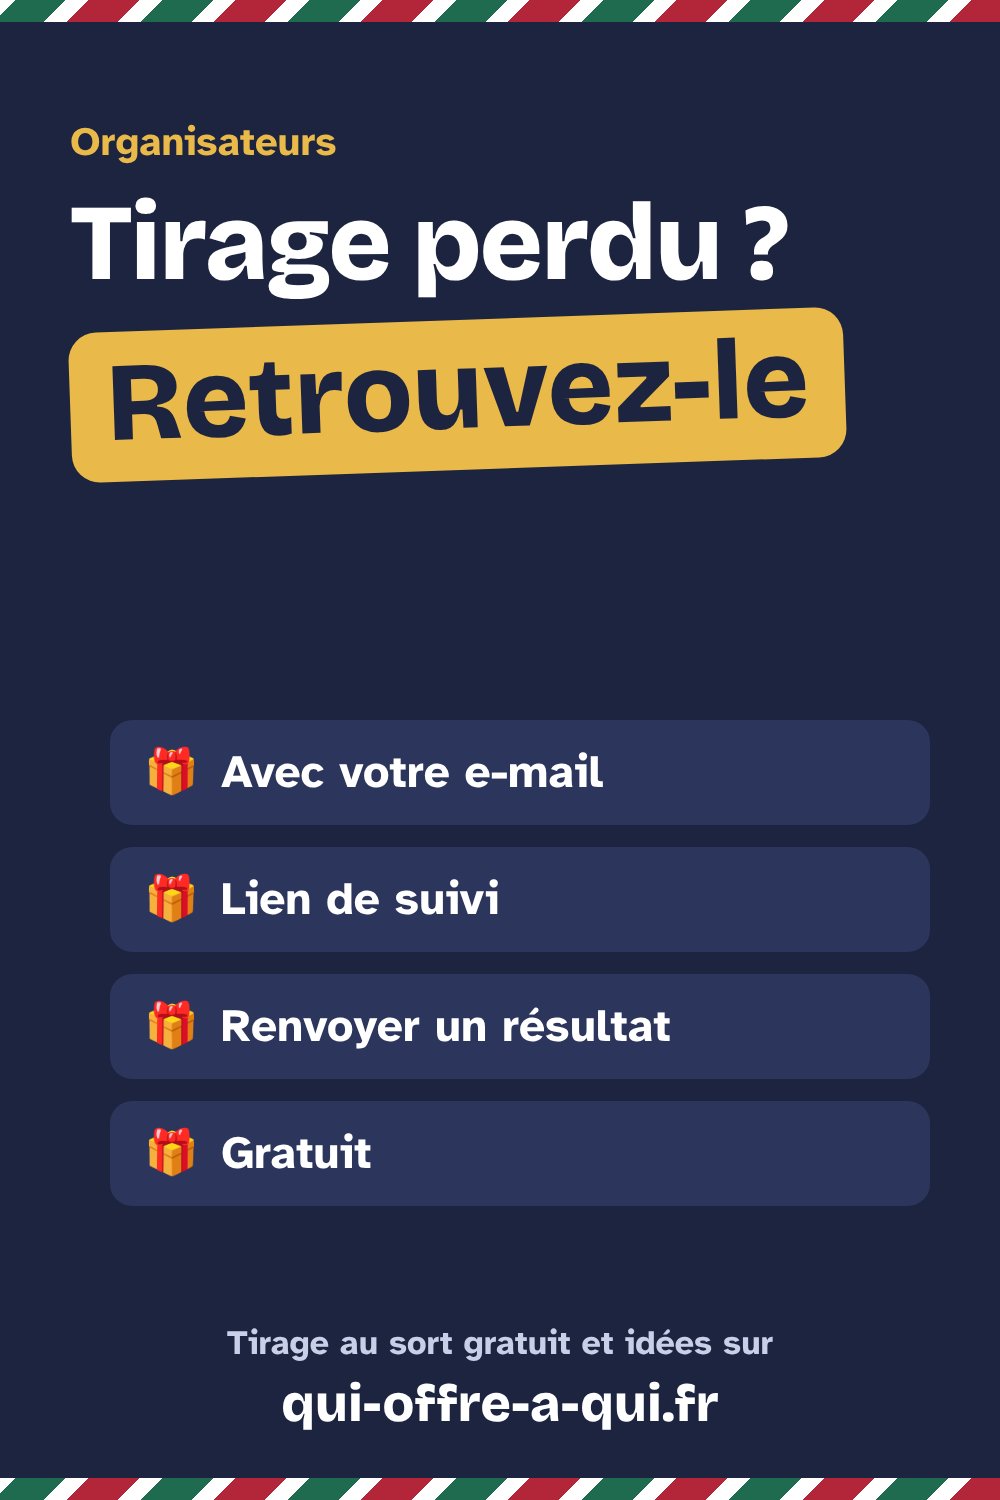 Organisateurs
Tirage perdu ?
Retrouvez-le
Avec votre e-mail
Lien de suivi
Renvoyer un résultat
Gratuit
Tirage au sort gratuit et idées sur
qui-offre-a-qui.fr